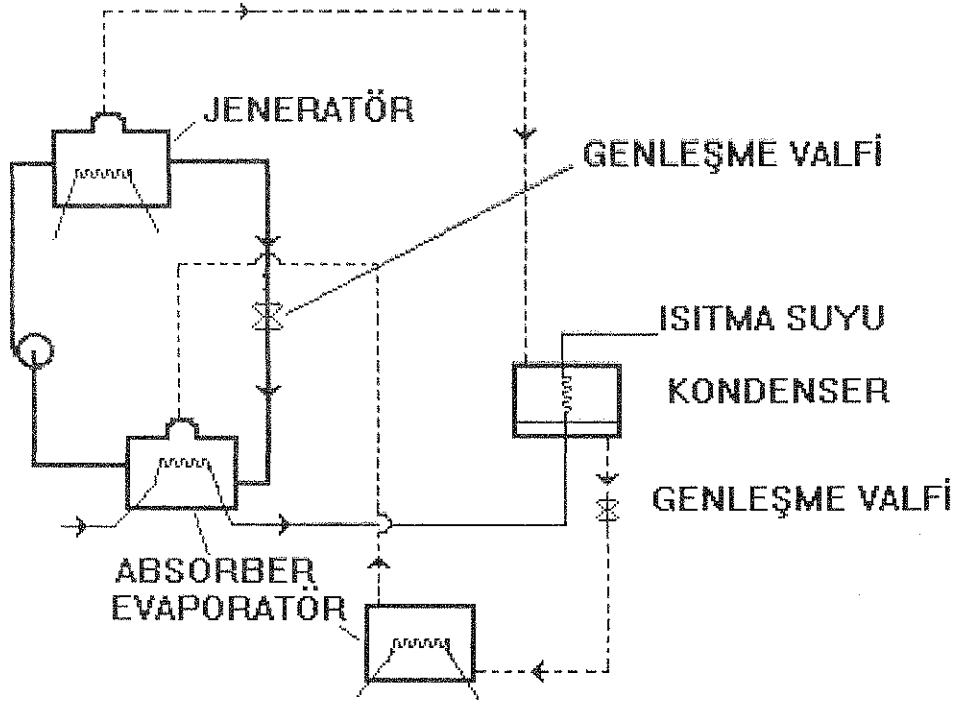 JENERATÖR
GENLEŞME VALFİ
ISITMA SUYU
KONDENSER
GENLEŞME VALFİ
ABSORBER
EVAPORATÖR